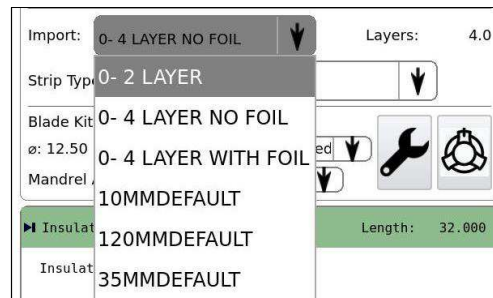 Import: 0- 4 LAYER NO FOIL Layers: 4.0
Strip Type 0- 2 LAYER
Blade Kit 0- 4 LAYER NO FOIL
ø: 12.50 0- 4 LAYER WITH FOIL ed
Mandrel 10MMDEFAULT
Insulat 120MMDEFAULT Length: 32.000
Insulat 35MMDEFAULT